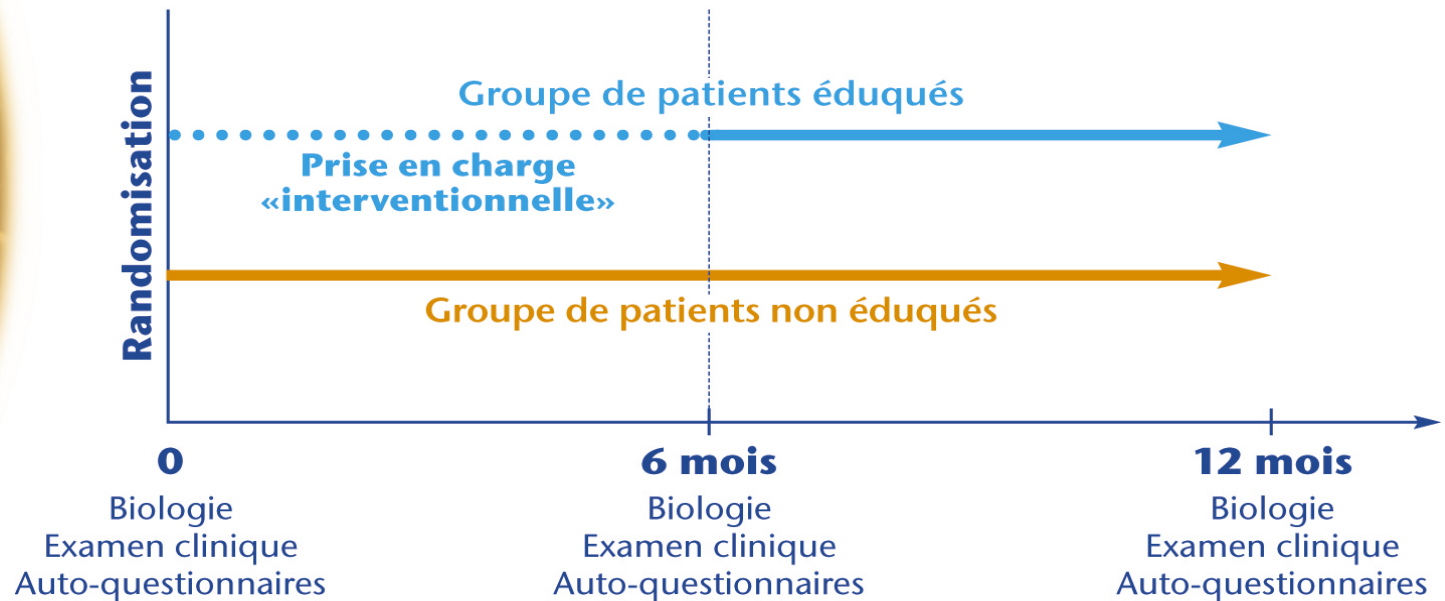 Randomisation
Groupe de patients éduqués
Prise en charge
«interventionnelle»
Groupe de patients non éduqués
0
Biologie
Examen clinique
Auto-questionnaires
6 mois
Biologie
Examen clinique
Auto-questionnaires
12 mois
Biologie
Examen clinique
Auto-questionnaires